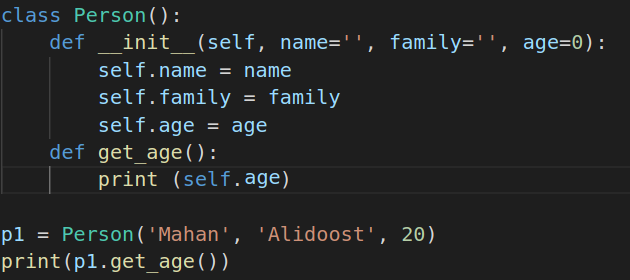 class Person():
    def __init__(self, name='', family='', age=0):
        self.name = name
        self.family = family
        self.age = age
    def get_age():
        print (self.age)

p1 = Person('Mahan', 'Alidoost', 20)
print(p1.get_age())